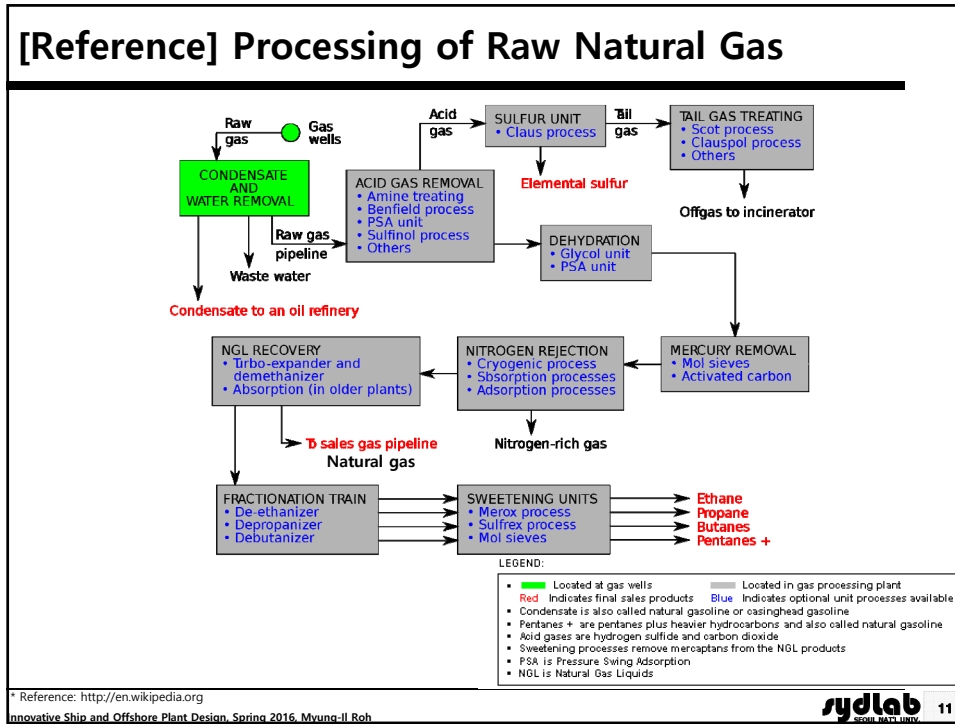 [Reference] Processing of Raw Natural Gas
Raw
gas
Gas
wells
CONDENSATE
AND
WATER REMOVAL
Raw gas
pipeline
Waste water
Condensate to an oil refinery
ACID GAS REMOVAL
• Amine treating
• Benfield process
• PSA unit
• Sulfinol process
• Others
Acid
gas
SULFUR UNIT
• Claus process
Elemental sulfur
Tail
gas
TAIL GAS TREATING
• Scot process
• Clauspol process
• Others
Offgas to incinerator
DEHYDRATION
• Glycol unit
• PSA unit
MERCURY REMOVAL
• Mol sieves
• Activated carbon
NITROGEN REJECTION
• Cryogenic process
• Sbsorption processes
• Adsorption processes
Nitrogen-rich gas
NGL RECOVERY
• Turbo-expander and
demethanizer
• Absorption (in older plants)
To sales gas pipeline
Natural gas
FRACTIONATION TRAIN
• De-ethanizer
• Depropanizer
• Debutanizer
SWEETENING UNITS
• Merox process
• Sulfrex process
• Mol sieves
Ethane
Propane
Butanes
Pentanes +
LEGEND:
• Located at gas wells Located in gas processing plant
Red Indicates final sales products Blue Indicates optional unit processes available
• Condensate is also called natural gasoline or casinghead gasoline
• Pentanes + are pentanes plus heavier hydrocarbons and also called natural gasoline
• Acid gases are hydrogen sulfide and carbon dioxide
• Sweetening processes remove mercaptans from the NGL products
• PSA is Pressure Swing Adsorption
• NGL is Natural Gas Liquids
* Reference: http://en.wikipedia.org
nnovative Ship and Offshore Plant Design, Spring 2016, Myung-Il Roh
sydlab
SEOUL NAT'L UNIV.
11